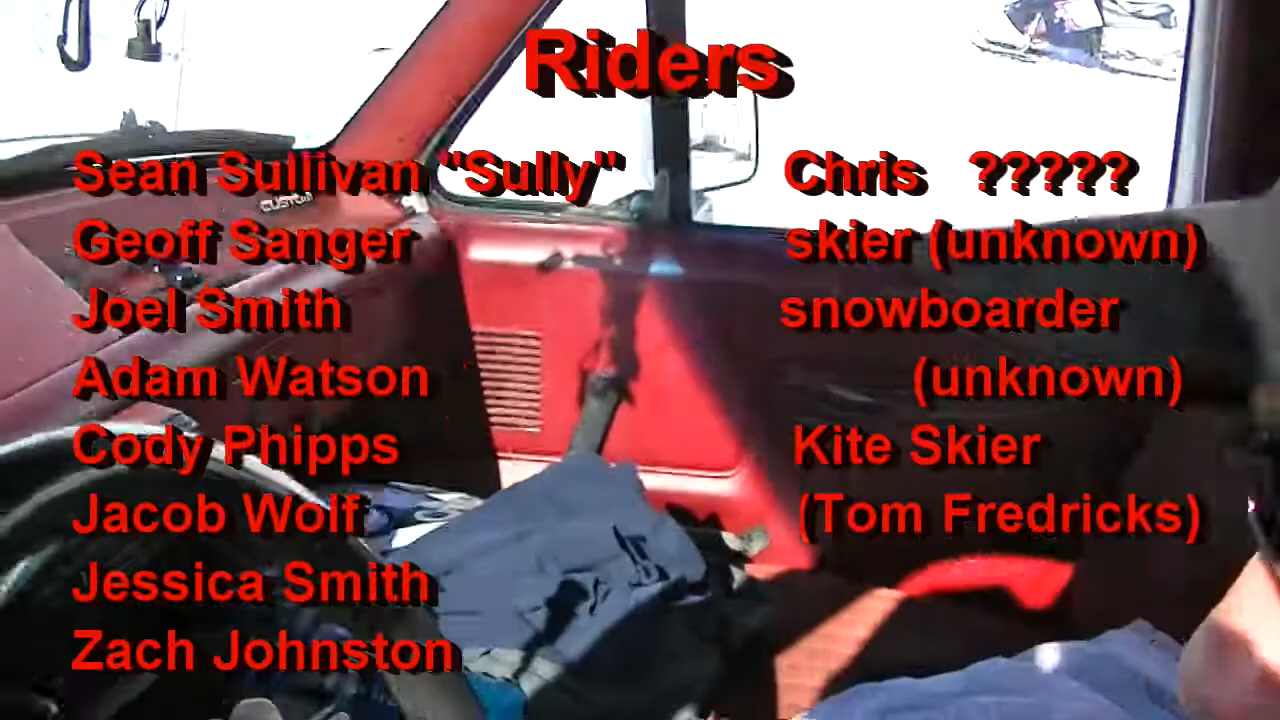 Riders
Sean Sullivan "Sully"
Geoff Sanger
Joel Smith
Adam Watson
Cody Phipps
Jacob Wolf
Jessica Smith
Zach Johnston
Chris ?????
skier (unknown)
snowboarder
(unknown)
Kite Skier
(Tom Fredricks)
CUSTOM